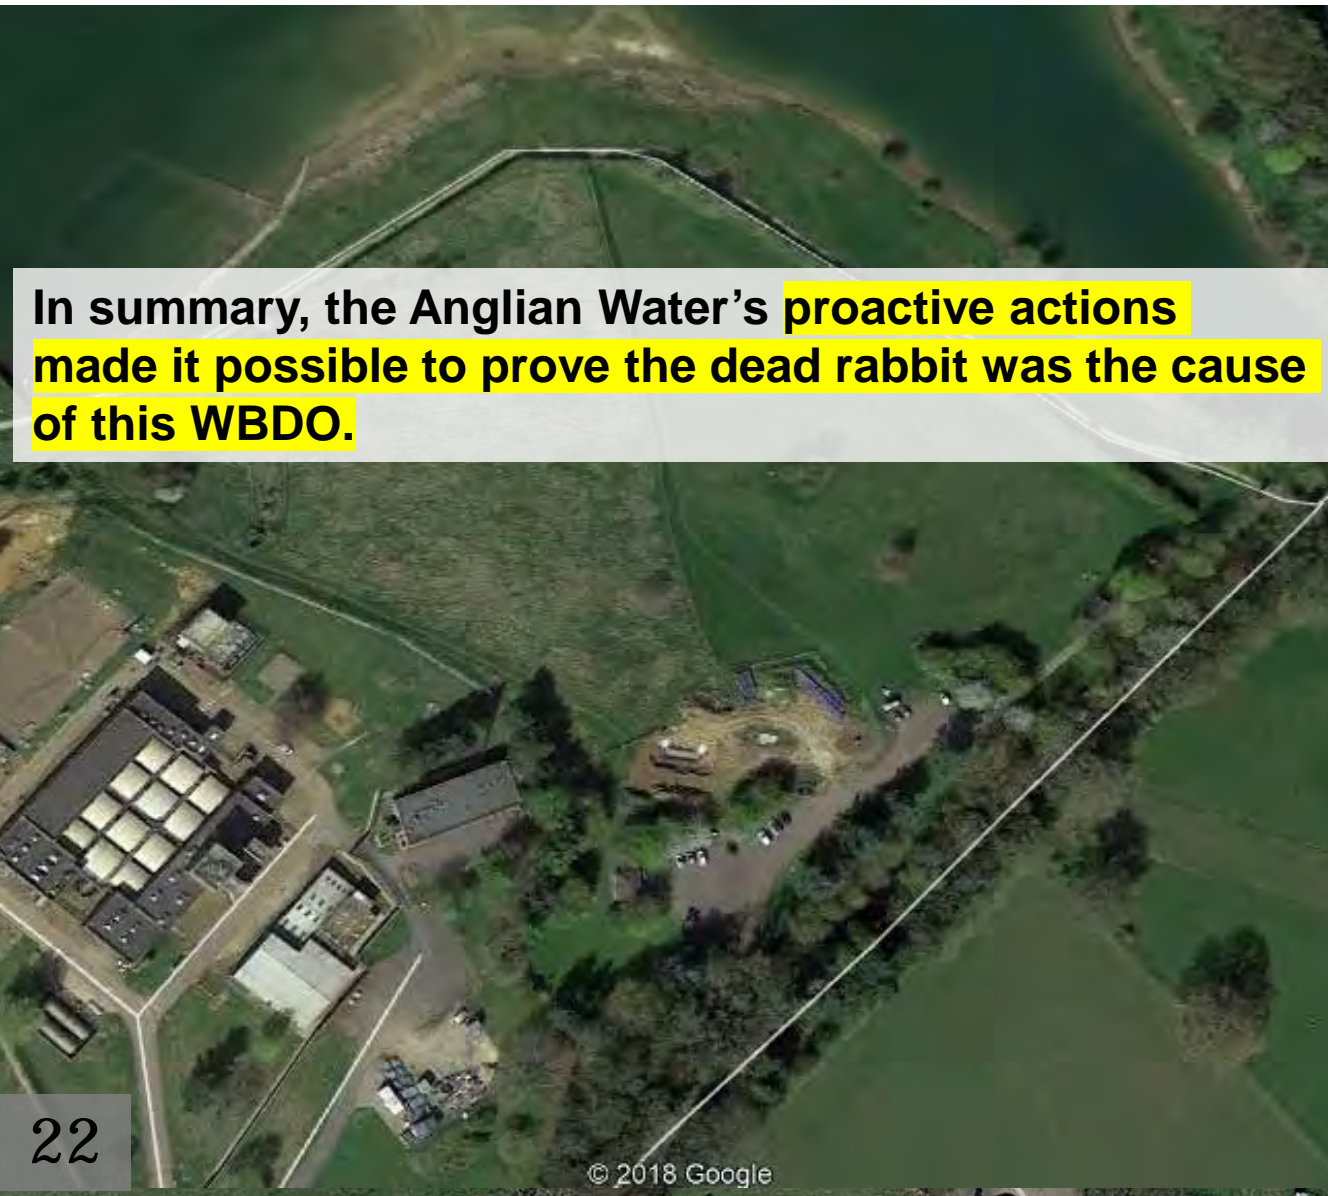 In summary, the Anglian Water’s proactive actions
made it possible to prove the dead rabbit was the cause
of this WBDO.
22
© 2018 Google